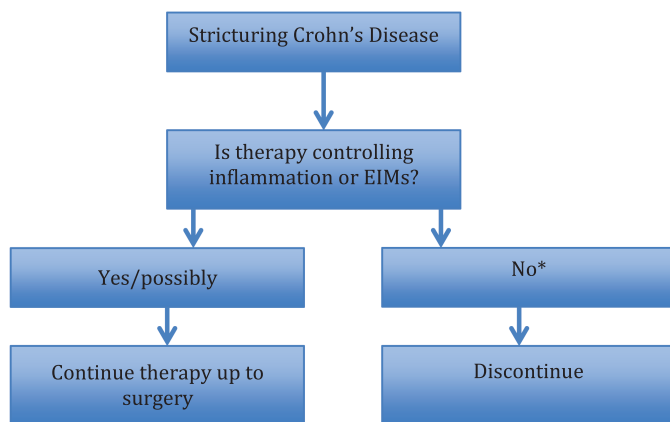 Stricturing Crohn’s Disease
Is therapy controlling
inflammation or EIMs?
Yes/possibly
No*
Continue therapy up to
surgery
Discontinue